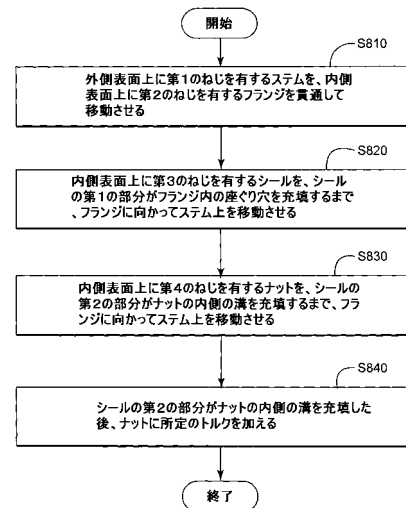 開始
S810
外側表面上に第1のねじを有するステムを、内側
表面上に第2のねじを有するフランジを貫通して
移動させる
S820
内側表面上に第3のねじを有するシールを、シール
の第1の部分がフランジ内の座ぐり穴を充填するまで
、フランジに向かってステム上を移動させる
S830
内側表面上に第4のねじを有するナットを、シールの
第2の部分がナットの内側の溝を充填するまで、フラ
ンジに向かってステム上を移動させる
S840
シールの第2の部分がナットの内側の溝を充填した
後、ナットに所定のトルクを加える
終了